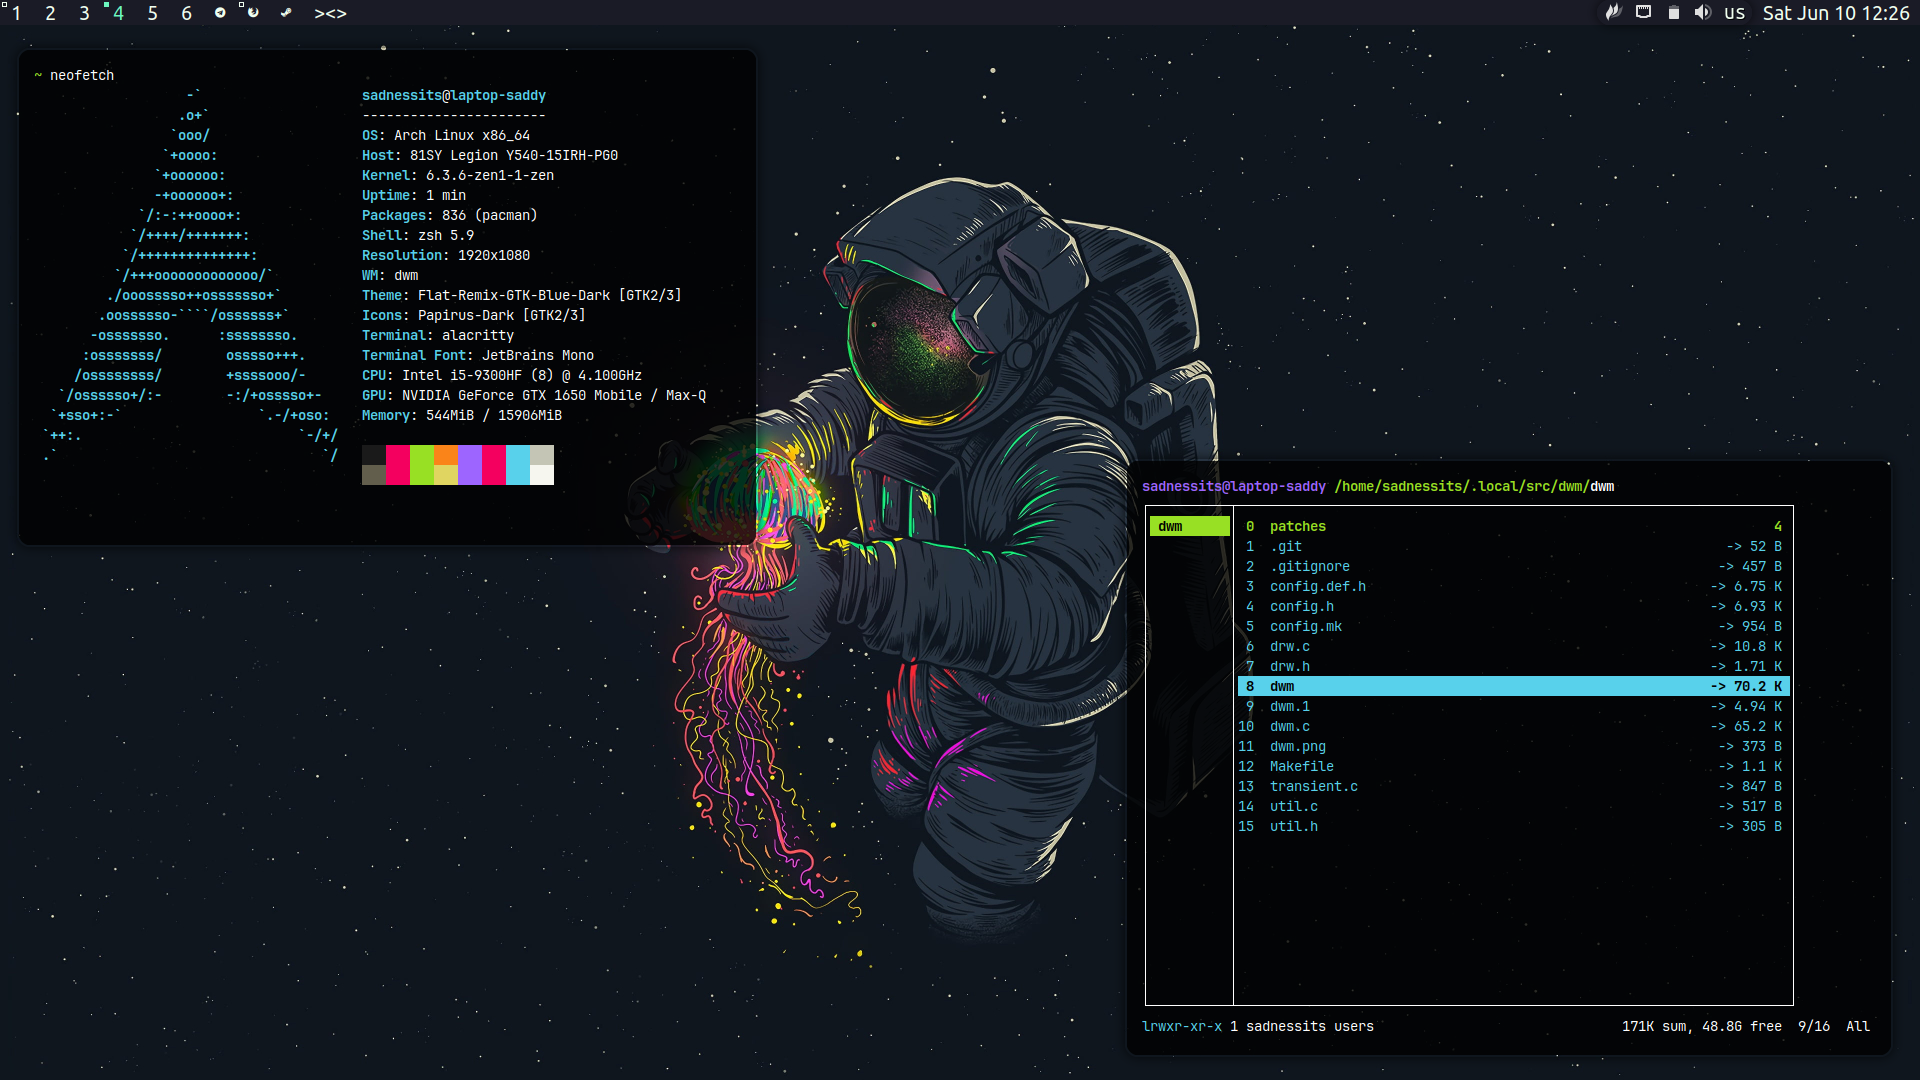 1 2 3 4 5 6 ><> us Sat Jun 10 12:26
~ neofetch
-`
.o+`
`ooo/
`+oooo:
`+oooooo:
-+oooooo+:
`/:-:++oooo+:
`/++++/+++++++:
`/++++++++++++++:
`/+++ooooooooooooo/`
./ooosssso++osssssso+`
.oossssso-````/ossssss+`
-osssssso. :ssssssso.
:osssssss/ osssso+++.
/ossssssss/ +ssssooo/-
`/ossssso+/:- -:/+osssso+-
`+sso+:-` `.-/+oso:
`++:. `-/+/
.` `/
sadnessits@laptop-saddy
-----------------------
OS: Arch Linux x86_64
Host: 81SY Legion Y540-15IRH-PG0
Kernel: 6.3.6-zen1-1-zen
Uptime: 1 min
Packages: 836 (pacman)
Shell: zsh 5.9
Resolution: 1920x1080
WM: dwm
Theme: Flat-Remix-GTK-Blue-Dark [GTK2/3]
Icons: Papirus-Dark [GTK2/3]
Terminal: alacritty
Terminal Font: JetBrains Mono
CPU: Intel i5-9300HF (8) @ 4.100GHz
GPU: NVIDIA GeForce GTX 1650 Mobile / Max-Q
Memory: 544MiB / 15906MiB
sadnessits@laptop-saddy /home/sadnessits/.local/src/dwm/dwm
dwm
0 patches 4
1 .git -> 52 B
2 .gitignore -> 457 B
3 config.def.h -> 6.75 K
4 config.h -> 6.93 K
5 config.mk -> 954 B
6 drw.c -> 10.8 K
7 drw.h -> 1.71 K
8 dwm -> 70.2 K
9 dwm.1 -> 4.94 K
10 dwm.c -> 65.2 K
11 dwm.png -> 373 B
12 Makefile -> 1.1 K
13 transient.c -> 847 B
14 util.c -> 517 B
15 util.h -> 305 B
lrwxr-xr-x 1 sadnessits users 171K sum, 48.8G free 9/16 All